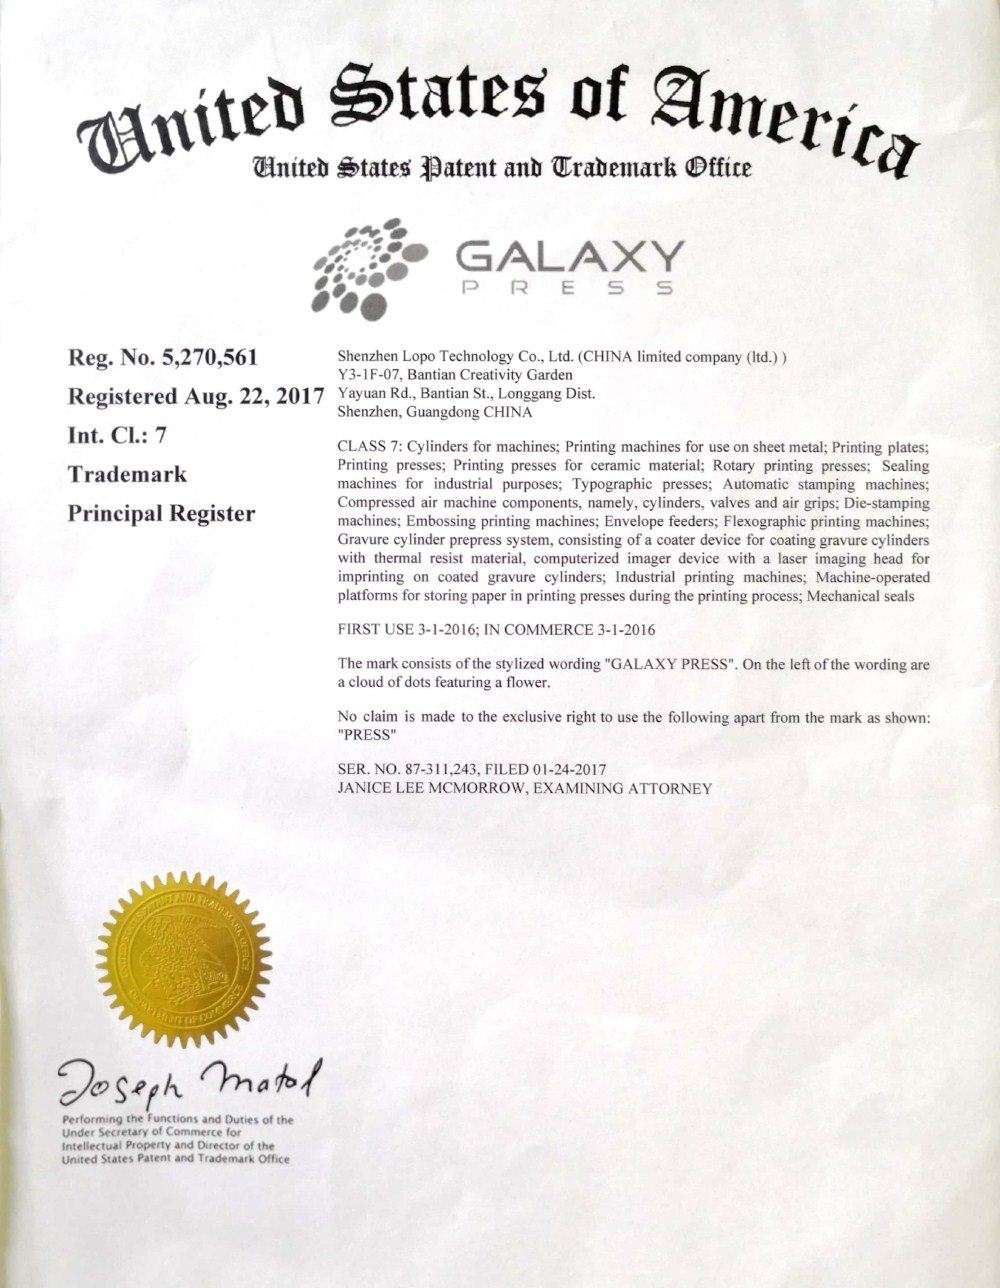 United States of America
United States Patent and Trademark Office
GALAXY
PRESS
Reg. No. 5,270,561
Registered Aug. 22, 2017
Int. Cl.: 7
Trademark
Principal Register
Shenzhen Lopo Technology Co., Ltd. (CHINA limited company (ltd.) )
Y3-1F-07, Bantian Creativity Garden
Yayuan Rd., Bantian St., Longgang Dist.
Shenzhen, Guangdong CHINA
CLASS 7: Cylinders for machines; Printing machines for use on sheet metal; Printing plates;
Printing presses; Printing presses for ceramic material; Rotary printing presses; Sealing
machines for industrial purposes; Typographic presses; Automatic stamping machines;
Compressed air machine components, namely, cylinders, valves and air grips; Die-stamping
machines; Embossing printing machines; Envelope feeders; Flexographic printing machines;
Gravure cylinder prepress system, consisting of a coater device for coating gravure cylinders
with thermal resist material, computerized imager device with a laser imaging head for
imprinting on coated gravure cylinders; Industrial printing machines; Machine-operated
platforms for storing paper in printing presses during the printing process; Mechanical seals
FIRST USE 3-1-2016; IN COMMERCE 3-1-2016
The mark consists of the stylized wording "GALAXY PRESS". On the left of the wording are
a cloud of dots featuring a flower.
No claim is made to the exclusive right to use the following apart from the mark as shown:
"PRESS"
SER. NO. 87-311,243, FILED 01-24-2017
JANICE LEE MCMORROW, EXAMINING ATTORNEY
Joseph Matal
Performing the Functions and Duties of the
Under Secretary of Commerce for
Intellectual Property and Director of the
United States Patent and Trademark Office